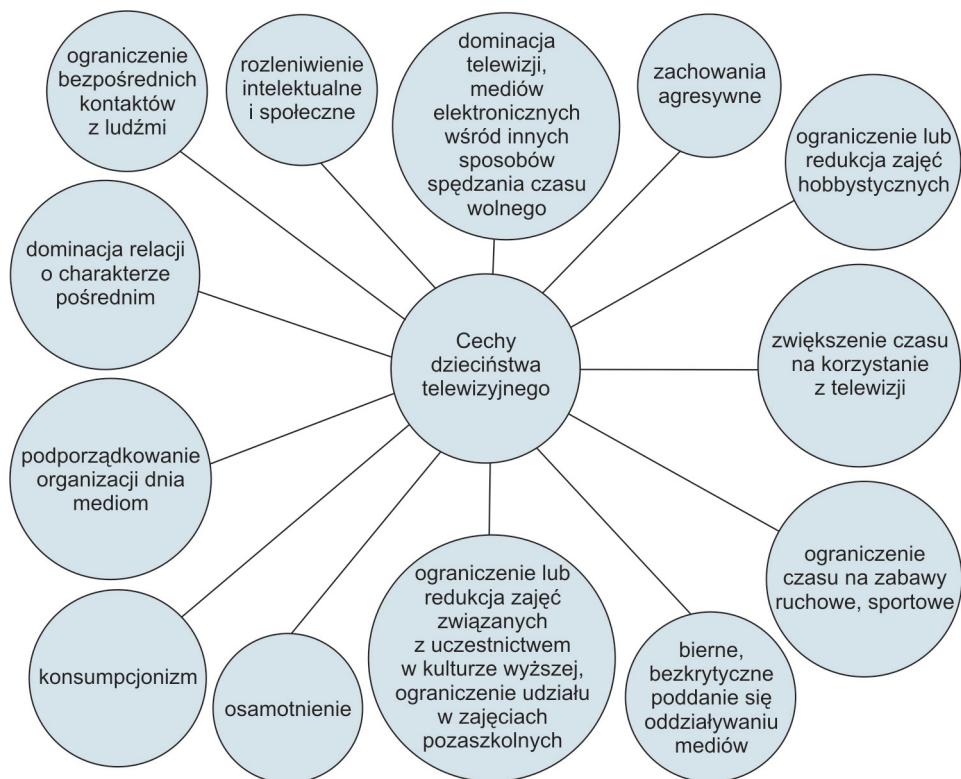 ograniczenie
bezpośrednich
kontaktów
z ludźmi
rozleniwienie
intelektualne
i społeczne
dominacja
telewizji,
mediów
elektronicznych
wśród innych
sposobów
spędzania czasu
wolnego
zachowania
agresywne
ograniczenie lub
redukcja zajęć
hobbystycznych
dominacja relacji
o charakterze
pośrednim
Cechy
dzieciństwa
telewizyjnego
zwiększenie czasu
na korzystanie
z telewizji
podporządkowanie
organizacji dnia
mediom
ograniczenie
czasu na zabawy
ruchowe, sportowe
konsumpcjonizm
osamotnienie
ograniczenie lub
redukcja zajęć
związanych
z uczestnictwem
w kulturze wyższej,
ograniczenie udziału
w zajęciach
pozaszkolnych
bierne,
bezkrytyczne
poddanie się
oddziaływaniu
mediów